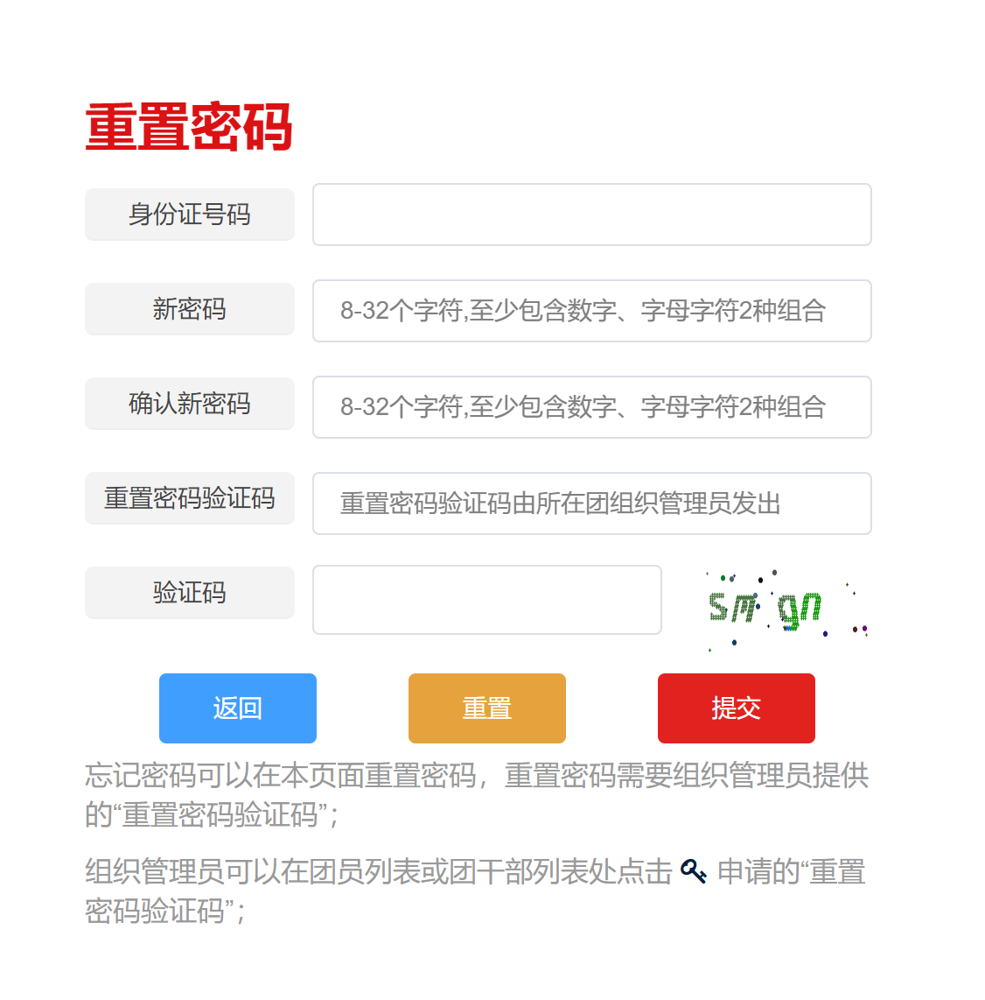 重置密码
身份证号码
新密码 8-32个字符,至少包含数字、字母字符2种组合
确认新密码 8-32个字符,至少包含数字、字母字符2种组合
重置密码验证码 重置密码验证码由所在团组织管理员发出
验证码 smgn
返回 重置 提交
忘记密码可以在本页面重置密码，重置密码需要组织管理员提供
的“重置密码验证码”；
组织管理员可以在团员列表或团干部列表处点击 申请的“重置
密码验证码”；